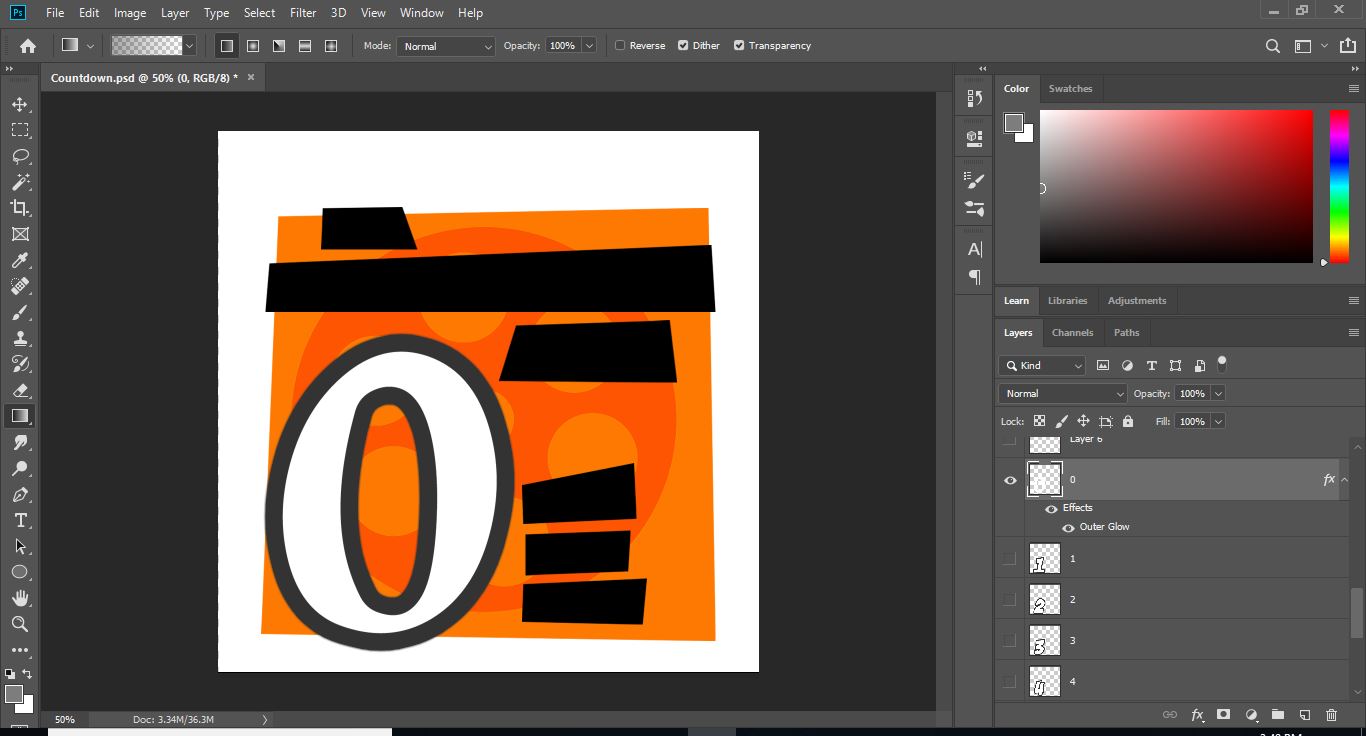 Ps File Edit Image Layer Type Select Filter 3D View Window Help
Mode: Normal Opacity: 100% Reverse Dither Transparency
Countdown.psd @ 50% (0, RGB/8) * ×
Color Swatches
Learn Libraries Adjustments
Layers Channels Paths
Kind
Normal Opacity: 100%
Lock: Fill: 100%
Layer 6
0 fx
Effects
Outer Glow
1
2
3
4
0
50% Doc: 3.34M/36.3M
fx